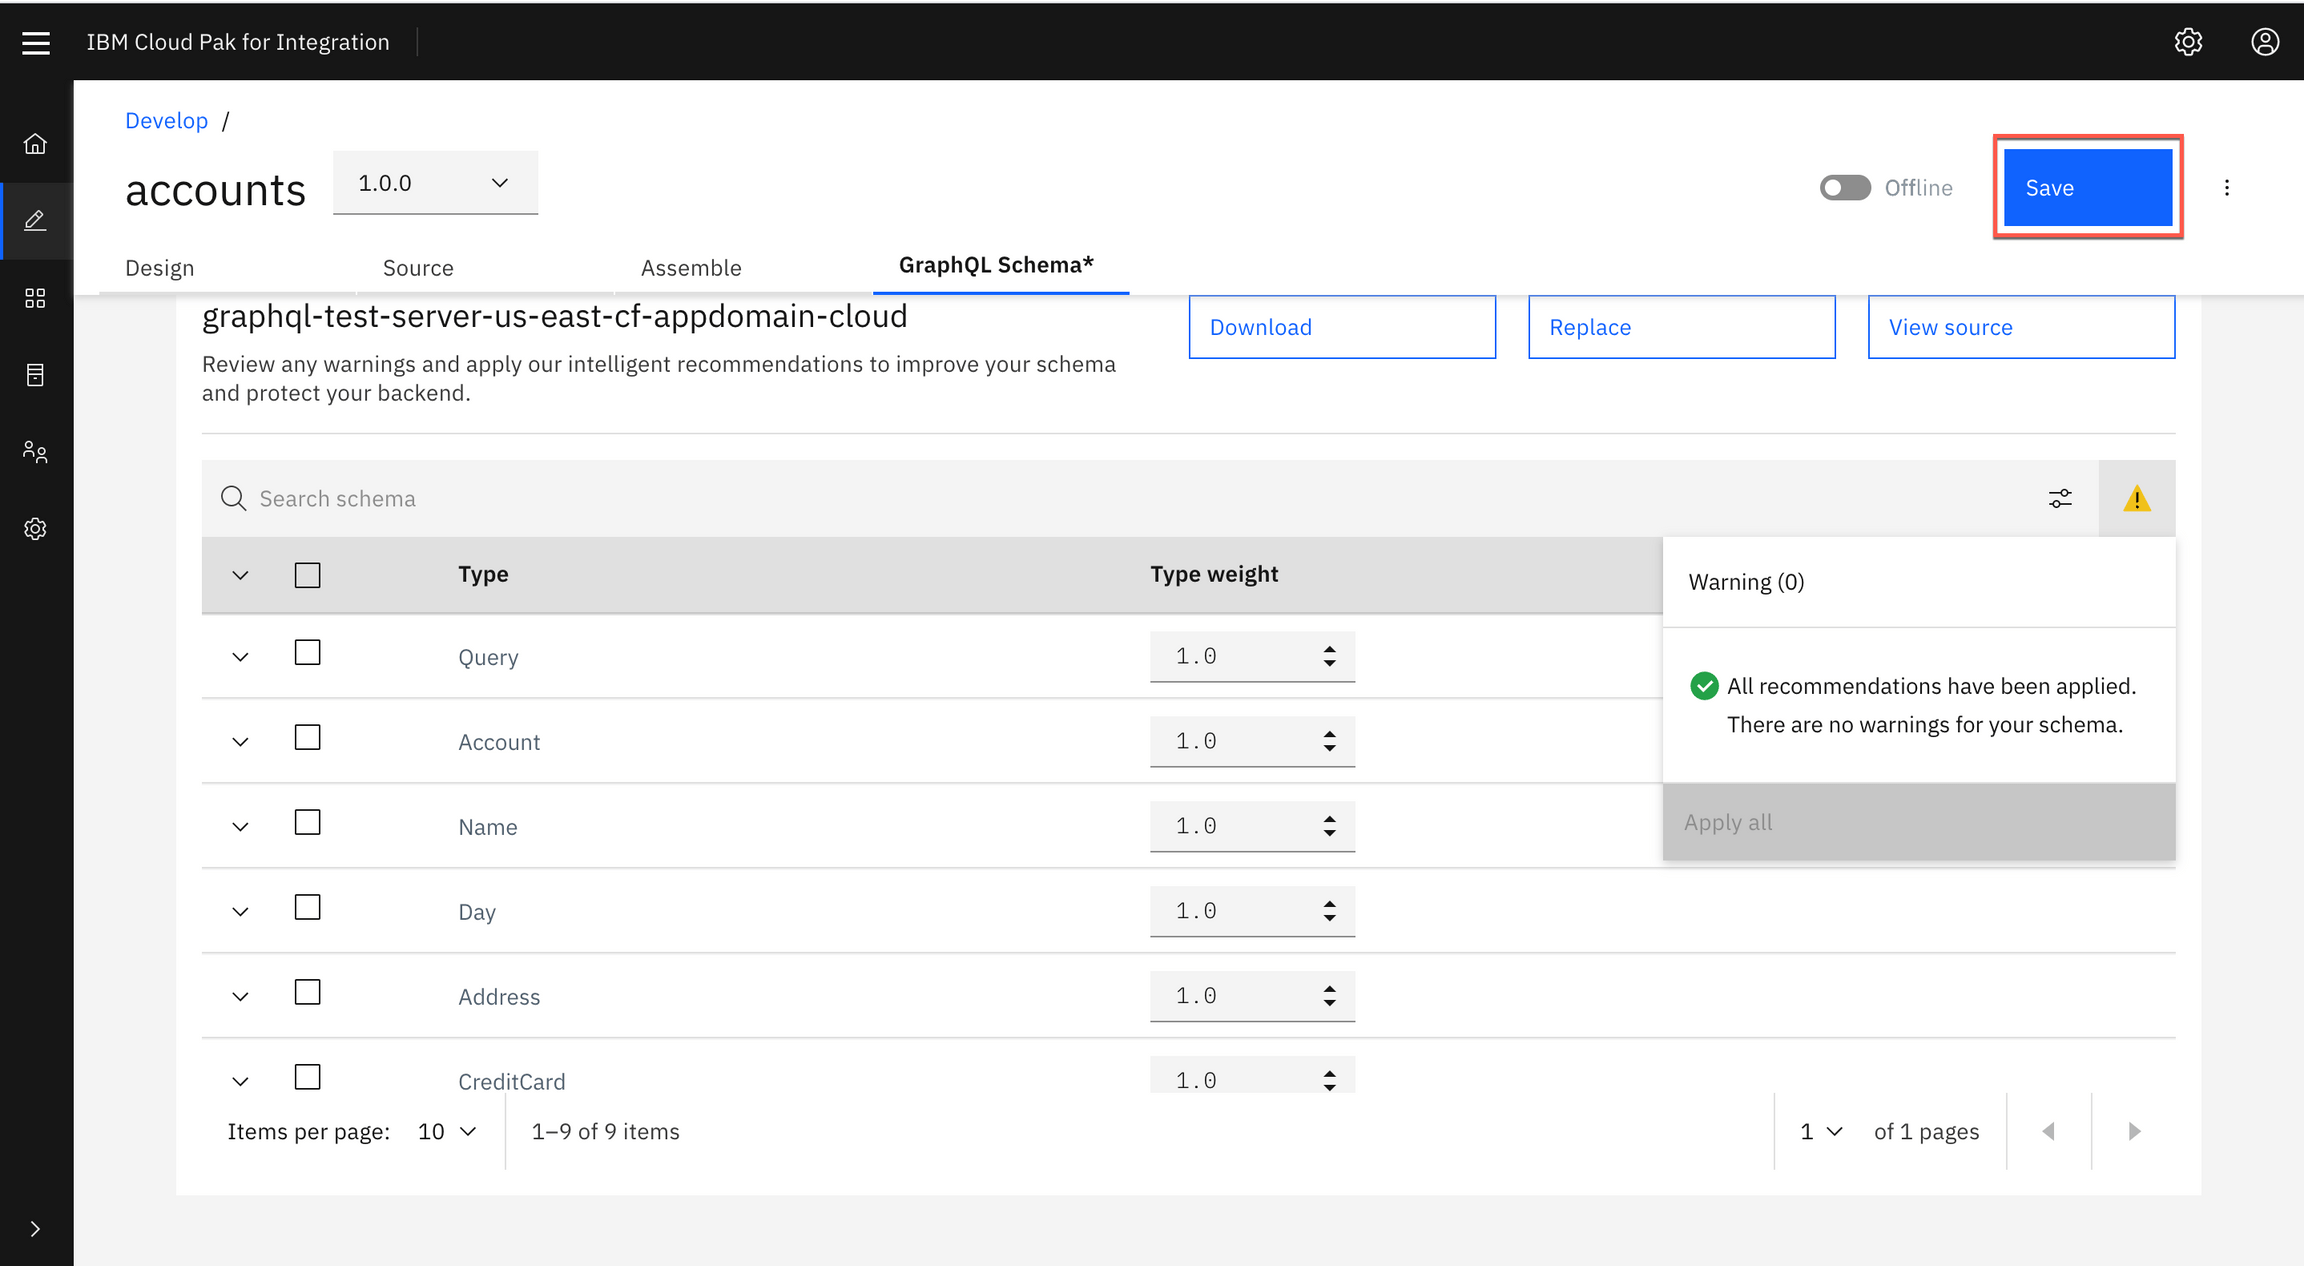 IBM Cloud Pak for Integration
Develop /
accounts
1.0.0
Offline
Save
Design
Source
Assemble
GraphQL Schema*
graphql-test-server-us-east-cf-appdomain-cloud
Download
Replace
View source
Review any warnings and apply our intelligent recommendations to improve your schema
and protect your backend.
Search schema
Type
Type weight
Warning (0)
Query
1.0
All recommendations have been applied.
There are no warnings for your schema.
Account
1.0
Apply all
Name
1.0
Day
1.0
Address
1.0
CreditCard
1.0
Items per page: 10
1–9 of 9 items
1
of 1 pages